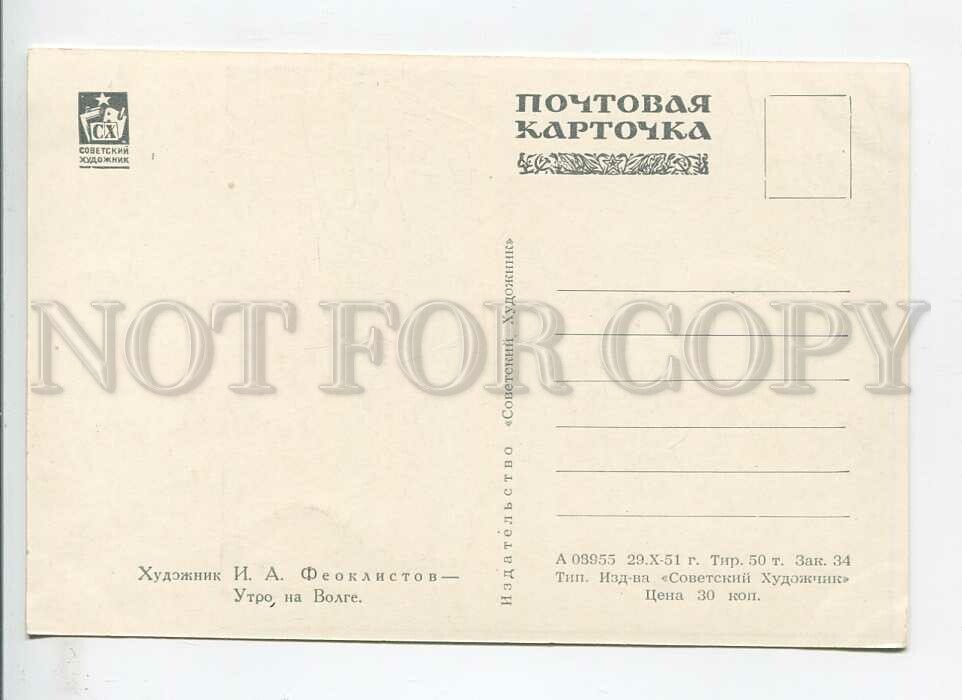 СХ
СОВЕТСКИЙ
ХУДОЖНИК
ПОЧТОВАЯ
КАРТОЧКА
Издательство «Советский Художник»
NOT FOR COPY
Художник И. А. Феоклистов—
Утро, на Волге.
А 08955 29.X-51 г. Тир. 50 т. Зак. 34
Тип. Изд-ва «Советский Художчик»
Цена 30 коп.